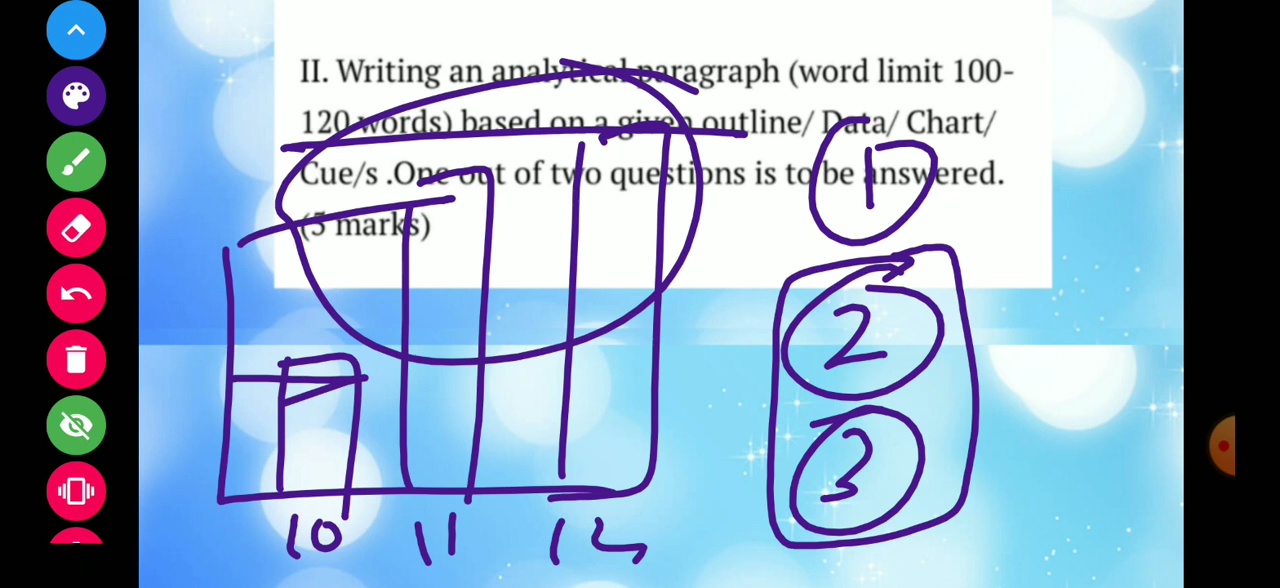 II. Writing an analytical paragraph (word limit 100-
120 words) based on a given outline/ Data/ Chart/
Cue/s .One out of two questions is to be answered.
(5 marks)
1
2
3
10 11 12